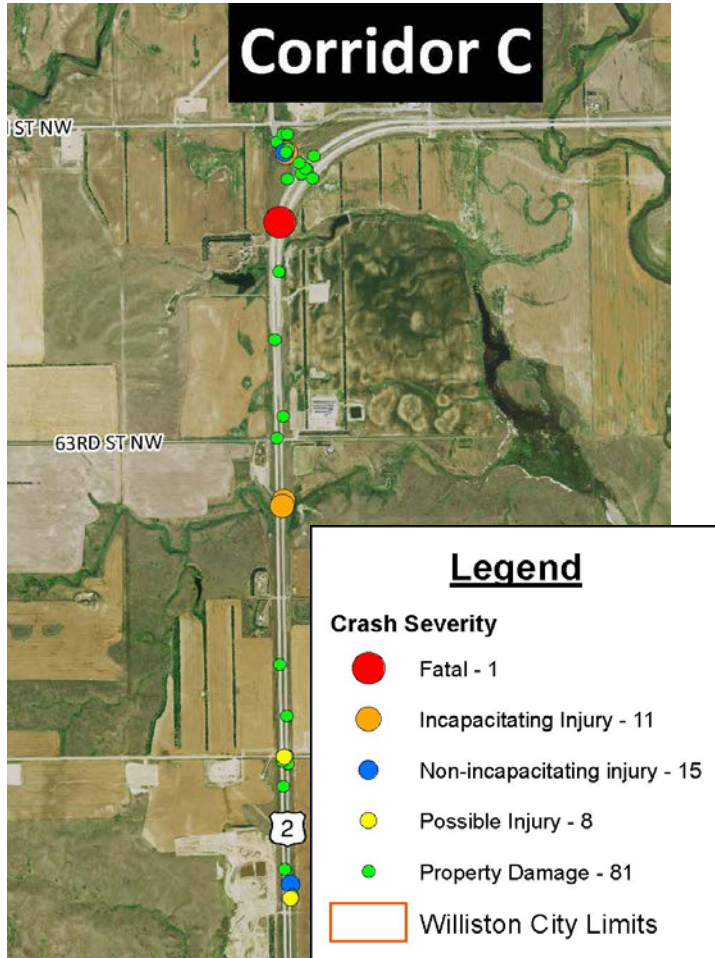 Corridor C
ST NW
63RD ST NW
2
Legend
Crash Severity
Fatal - 1
Incapacitating Injury - 11
Non-incapacitating injury - 15
Possible Injury - 8
Property Damage - 81
Williston City Limits